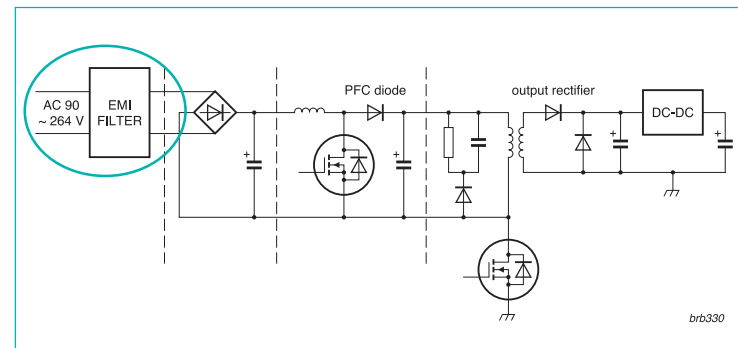 AC 90
~ 264 V
EMI
FILTER
+
PFC diode
+
output rectifier
+
DC-DC
+
brb330